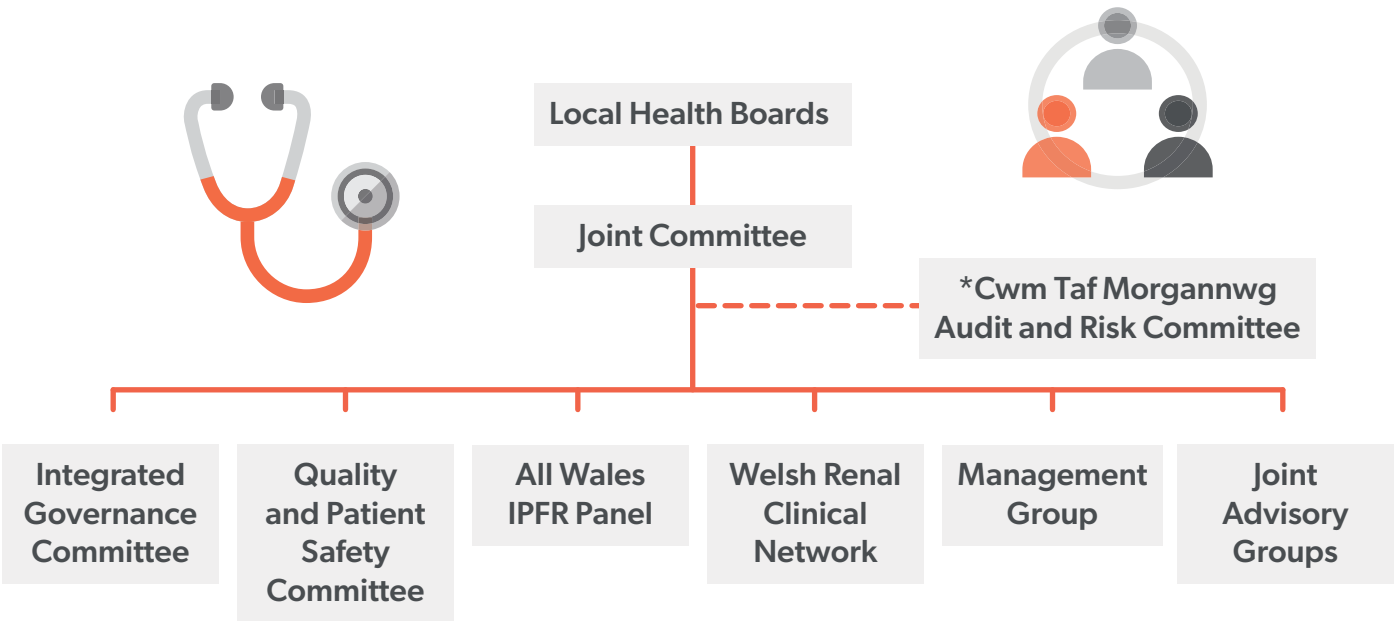 Local Health Boards
Joint Committee
*Cwm Taf Morgannwg
Audit and Risk Committee
Integrated
Governance
Committee
Quality
and Patient
Safety
Committee
All Wales
IPFR Panel
Welsh Renal
Clinical
Network
Management
Group
Joint
Advisory
Groups